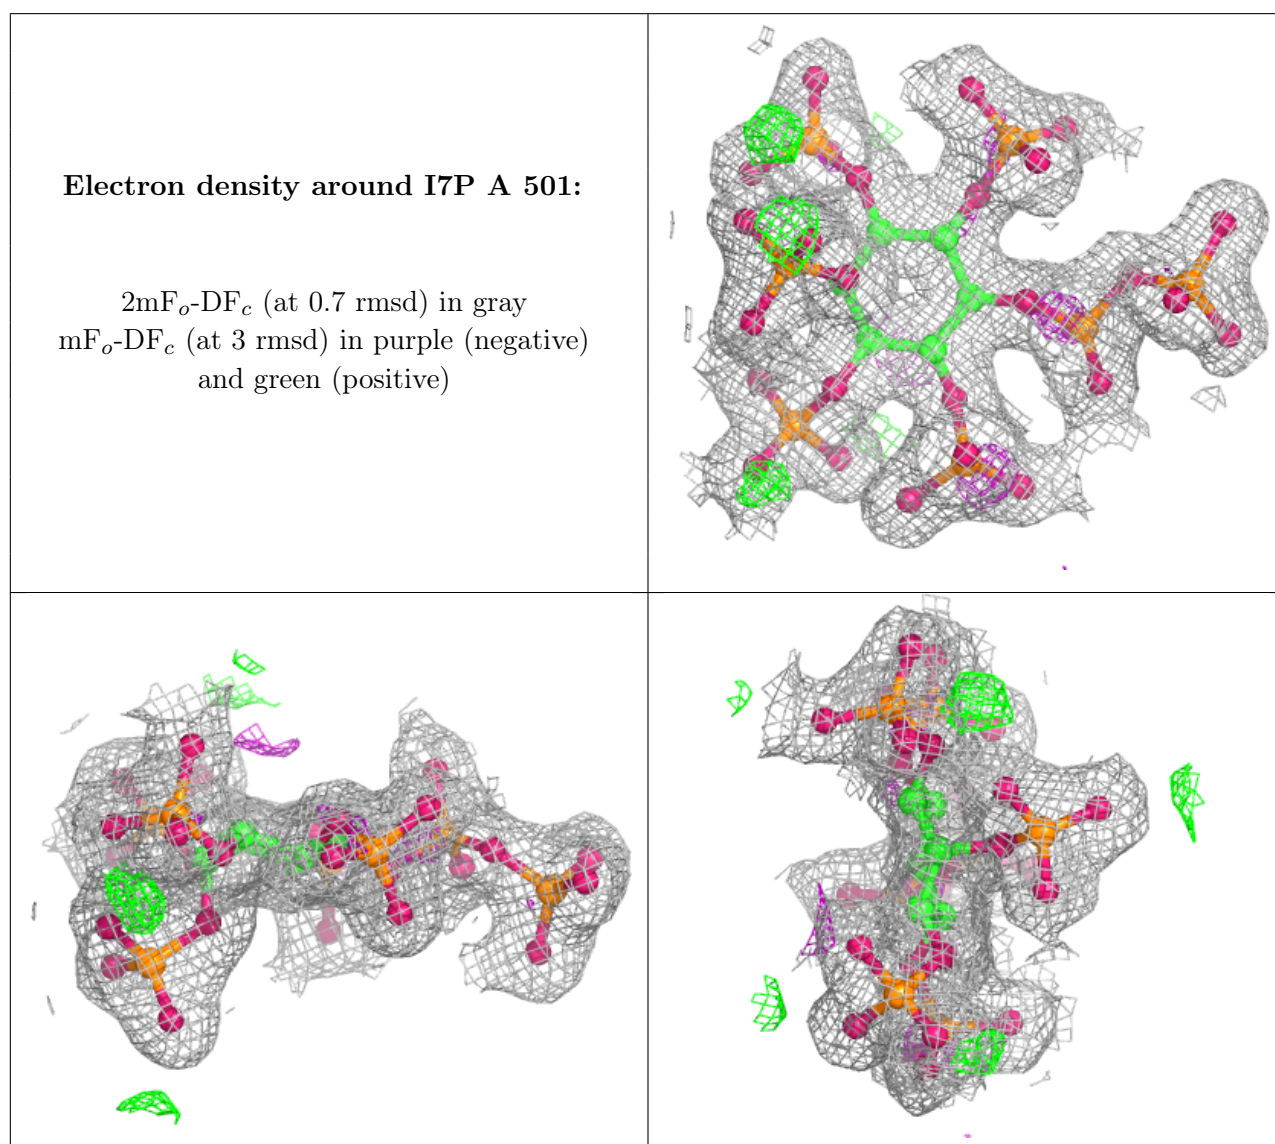 Electron density around I7P A 501:
2mFₒ-DF𝒸 (at 0.7 rmsd) in gray
mFₒ-DF𝒸 (at 3 rmsd) in purple (negative)
and green (positive)